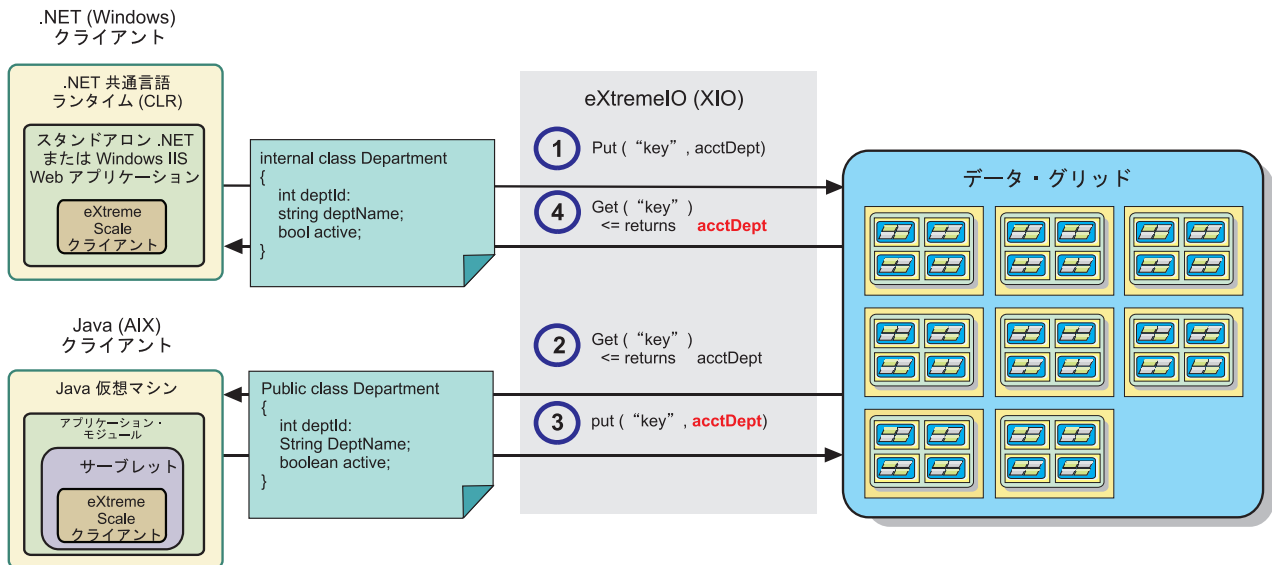 .NET (Windows)
クライアント
.NET 共通言語
ランタイム (CLR)
スタンドアロン .NET
または Windows IIS
Web アプリケーション
eXtreme
Scale
クライアント
internal class Department
{
int deptId:
string deptName;
bool active;
}
eXtremeIO (XIO)
1 Put ( “key” , acctDept)
4 Get ( “key” )
<= returns acctDept
データ・グリッド
Java (AIX)
クライアント
Java 仮想マシン
アプリケーション・
モジュール
サーブレット
eXtreme
Scale
クライアント
Public class Department
{
int deptId:
String DeptName;
boolean active;
}
2 Get ( “key” )
<= returns acctDept
3 put ( “key” , acctDept)